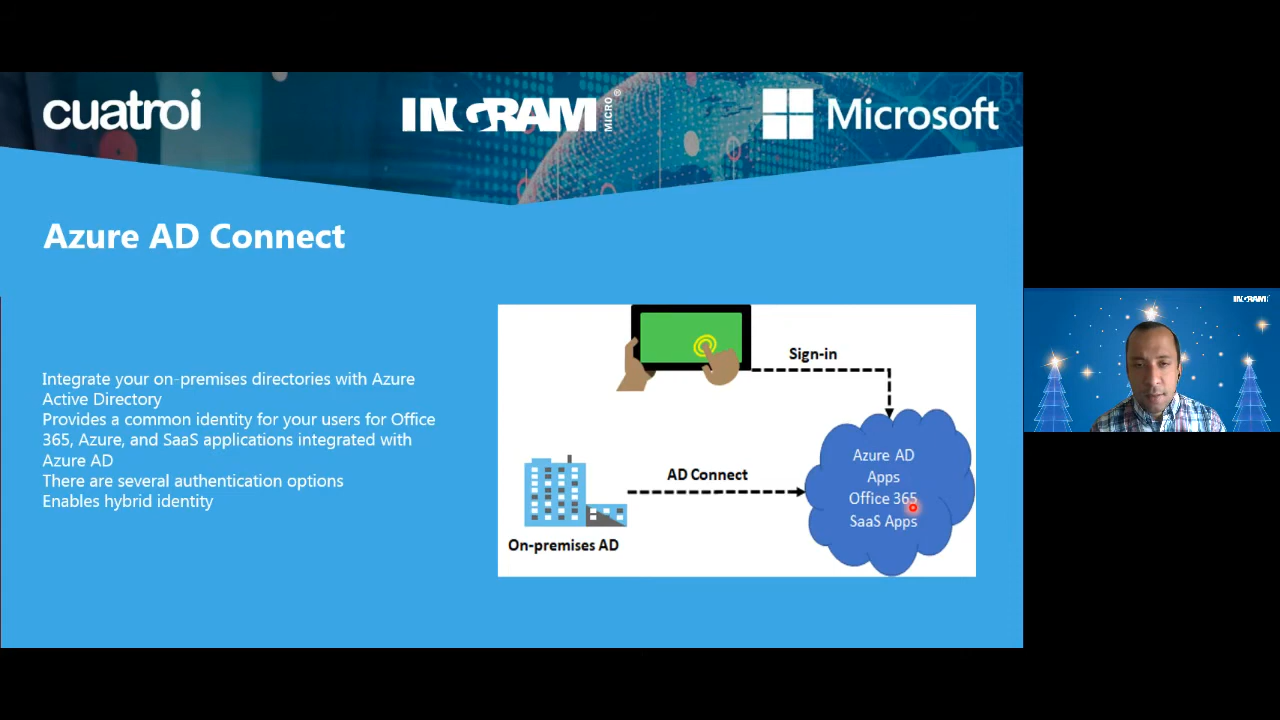 cuatroi
INGRAM MICRO®
Microsoft
Azure AD Connect
Integrate your on-premises directories with Azure
Active Directory
Provides a common identity for your users for Office
365, Azure, and SaaS applications integrated with
Azure AD
There are several authentication options
Enables hybrid identity
Sign-in
AD Connect
On-premises AD
Azure AD
Apps
Office 365
SaaS Apps
INGRAM